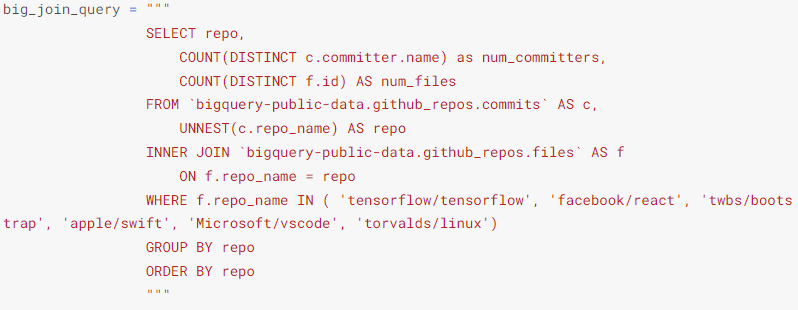 big_join_query = """
SELECT repo,
COUNT(DISTINCT c.committer.name) as num_committers,
COUNT(DISTINCT f.id) AS num_files
FROM `bigquery-public-data.github_repos.commits` AS c,
UNNEST(c.repo_name) AS repo
INNER JOIN `bigquery-public-data.github_repos.files` AS f
ON f.repo_name = repo
WHERE f.repo_name IN ( 'tensorflow/tensorflow', 'facebook/react', 'twbs/boots
trap', 'apple/swift', 'Microsoft/vscode', 'torvalds/linux')
GROUP BY repo
ORDER BY repo
"""